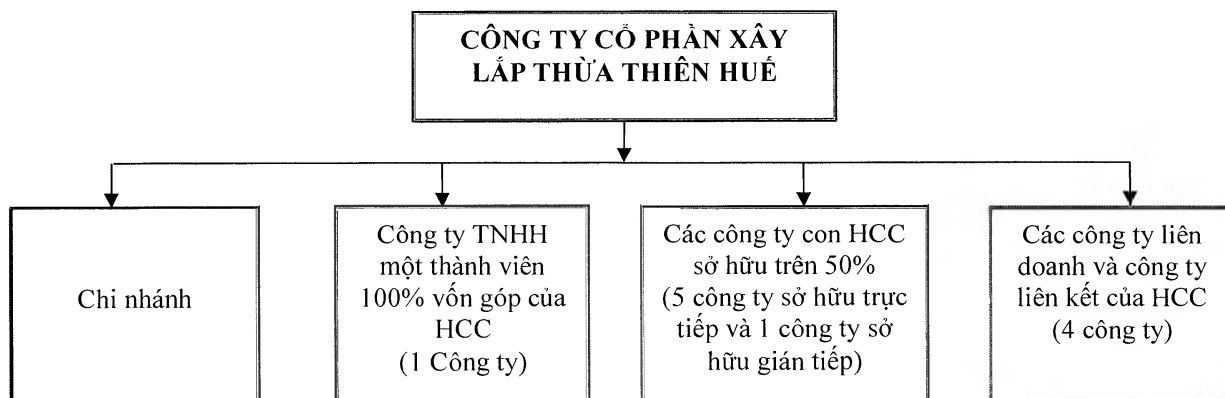 CÔNG TY CỔ PHẦN XÂY
LẮP THỪA THIÊN HUẾ
Chi nhánh
Công ty TNHH
một thành viên
100% vốn góp của
HCC
(1 Công ty)
Các công ty con HCC
sở hữu trên 50%
(5 công ty sở hữu trực
tiếp và 1 công ty sở
hữu gián tiếp)
Các công ty liên
doanh và công ty
liên kết của HCC
(4 công ty)